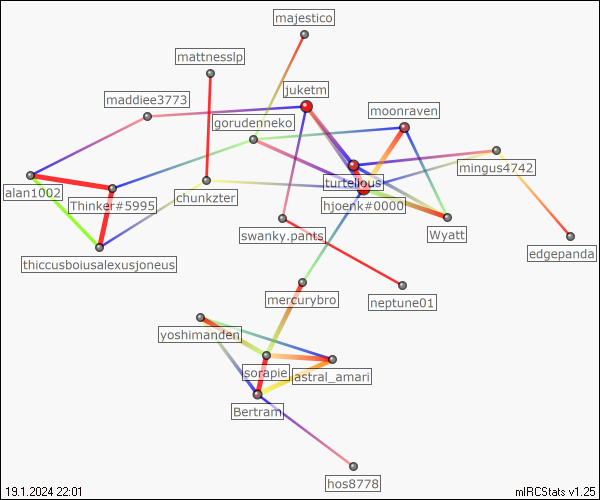 majestico
mattnesslp
juketm
maddiee3773
moonraven
gorudenneko
mingus4742
turtellous
alan1002
chunkzter
Thinker#5995
hjoenk#0000
swanky.pants
Wyatt
edgepanda
thiccusboiusalexusjoneus
mercurybro
neptune01
yoshimanden
sorapie
astral_amari
Bertram
hos8778
19.1.2024 22:01
mIRCStats v1.25